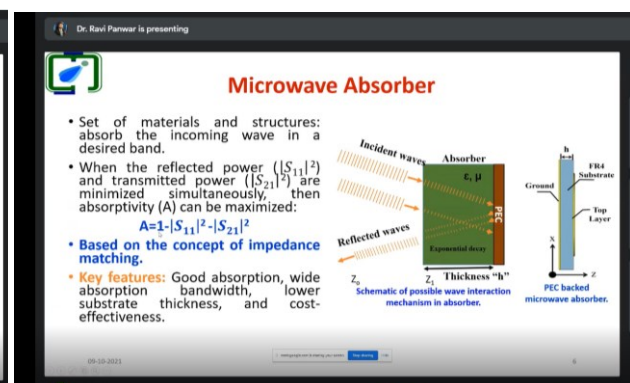 Dr. Ravi Panwar is presenting
Microwave Absorber
• Set of materials and structures:
absorb the incoming wave in a
desired band.
• When the reflected power (|S₁₁|²)
and transmitted power (|S₂₁|²) are
minimized simultaneously, then
absorptivity (A) can be maximized:
A=1-|S₁₁|²-|S₂₁|²
• Based on the concept of impedance
matching.
• Key features: Good absorption, wide
absorption bandwidth, lower
substrate thickness, and cost-
effectiveness.
Incident waves
Absorber
ε, μ
PEC
Reflected waves
Exponential decay
Z₀
Z₁
Thickness "h"
Schematic of possible wave interaction
mechanism in absorber.
h
FR4
Substrate
Ground
Top
Layer
X
Z
PEC backed
microwave absorber.
09-10-2021
Stop sharing
6